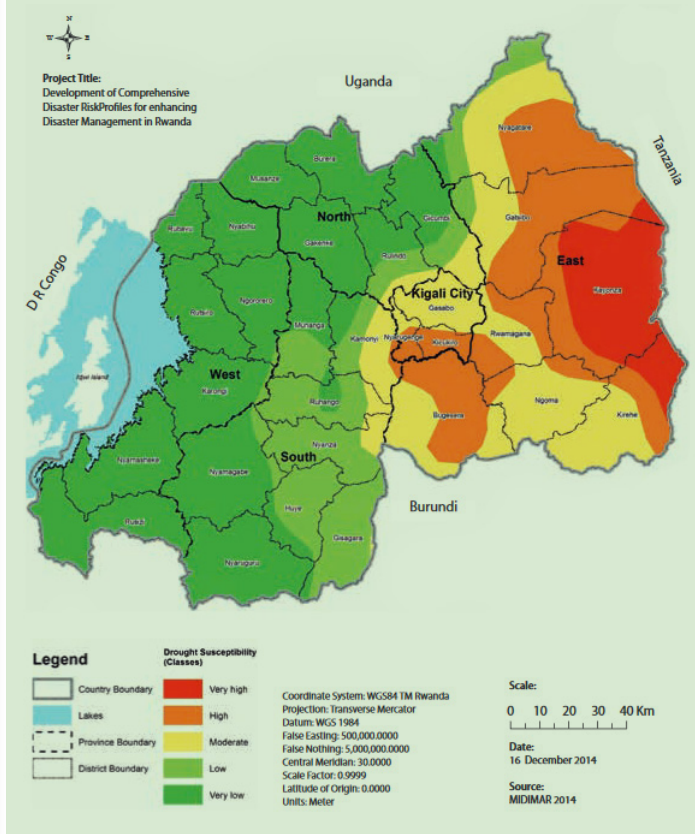 N
W
E
S
Project Title:
Development of Comprehensive
Disaster RiskProfiles for enhancing
Disaster Management in Rwanda
Uganda
Tanzania
D R Congo
Burundi
Nyagatare
Burera
Musanze
North
Gicumbi
Gatsibo
Rubavu
Nyabihu
Gakenke
Rulindo
East
Kayonza
Kigali City
Gasabo
Rutsiro
Ngororero
Muhanga
Kamonyi
Nyarugenge
Kicukiro
Rwamagana
Idjwi Island
West
Karongi
Ruhango
Bugesera
Ngoma
Kirehe
Nyanza
South
Nyamasheke
Nyamagabe
Huye
Rusizi
Gisagara
Nyaruguru
Legend
Country Boundary
Lakes
Province Boundary
District Boundary
Drought Susceptibility
(Classes)
Very high
High
Moderate
Low
Very low
Coordinate System: WGS84 TM Rwanda
Projection: Transverse Mercator
Datum: WGS 1984
False Easting: 500,000.0000
False Nothing: 5,000,000.0000
Central Meridian: 30.0000
Scale Factor: 0.9999
Latitude of Origin: 0.0000
Units: Meter
Scale:
0 10 20 30 40 Km
Date:
16 December 2014
Source:
MIDIMAR 2014